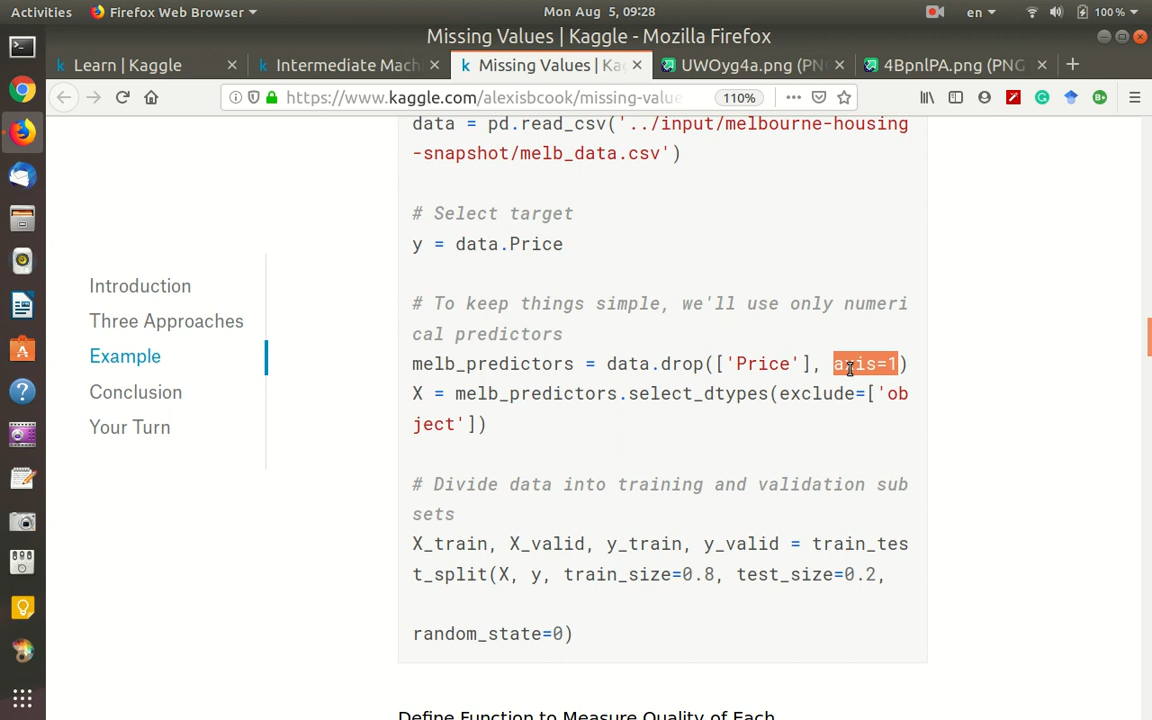 Activities Firefox Web Browser Mon Aug 5, 09:28 en 100 %
Missing Values | Kaggle - Mozilla Firefox
Learn | Kaggle Intermediate Mach Missing Values | Ka UWOyg4a.png (PN 4BpnlPA.png (PNG
https://www.kaggle.com/alexisbcook/missing-value 110%
data = pd.read_csv('../input/melbourne-housing
-snapshot/melb_data.csv')
# Select target
y = data.Price
# To keep things simple, we'll use only numeri
cal predictors
melb_predictors = data.drop(['Price'], axis=1)
X = melb_predictors.select_dtypes(exclude=['ob
ject'])
# Divide data into training and validation sub
sets
X_train, X_valid, y_train, y_valid = train_tes
t_split(X, y, train_size=0.8, test_size=0.2,
random_state=0)
Introduction
Three Approaches
Example
Conclusion
Your Turn
Define Function to Measure Quality of Each